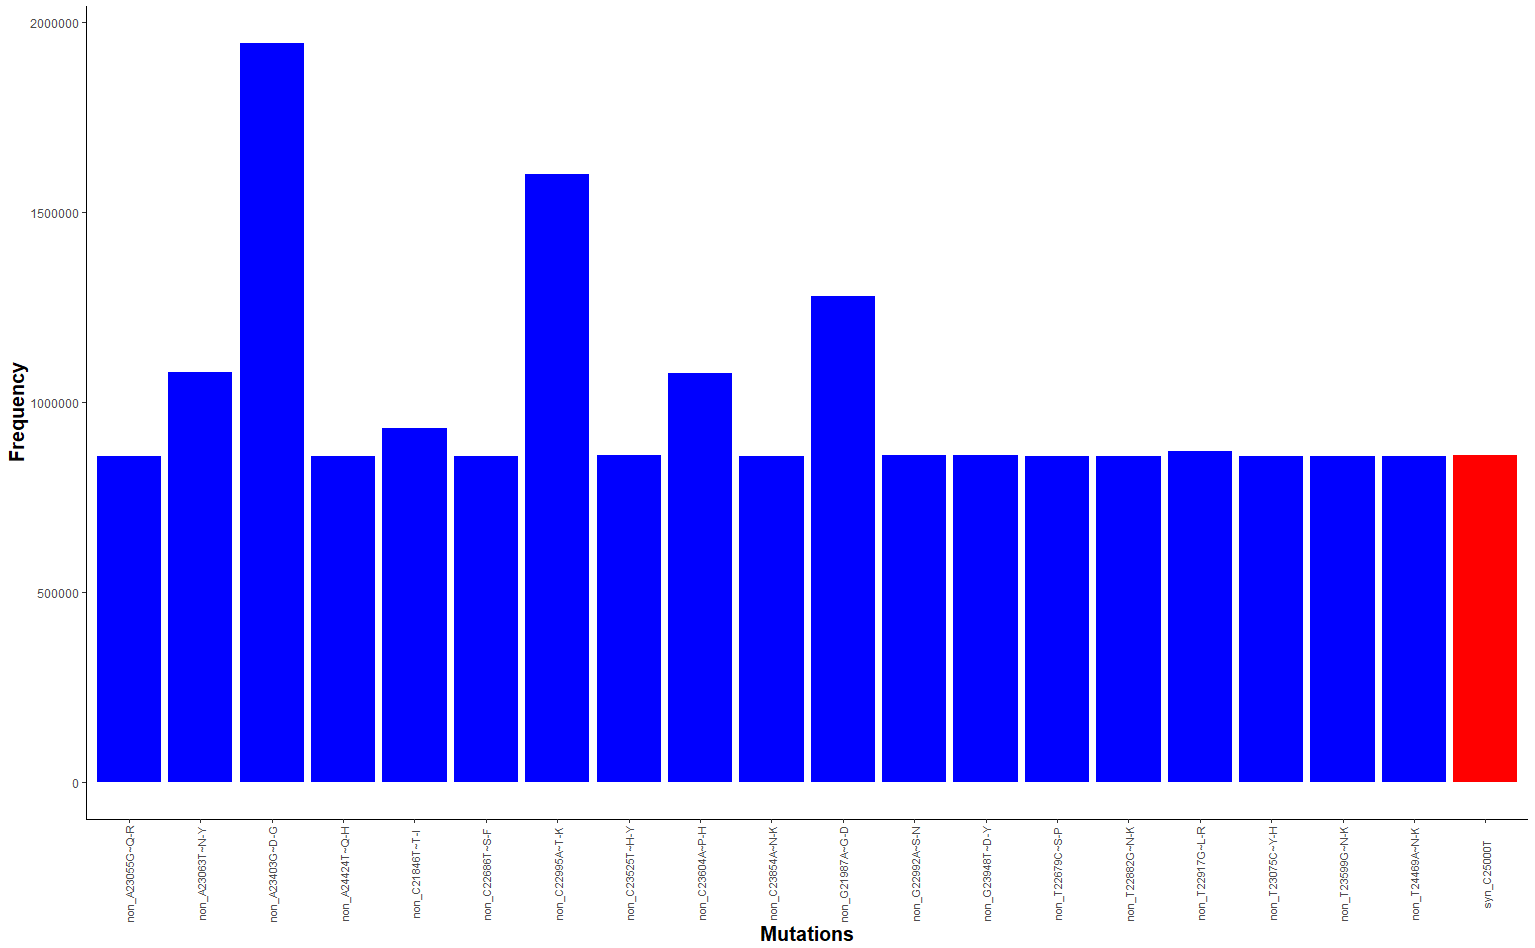 Frequency
2000000
1500000
1000000
500000
0
non_A23055G~Q-R
non_A23063T~N-Y
non_A23403G~D-G
non_A24424T~Q-H
non_C21846T~T-I
non_C22686T~S-F
non_C22995A~T-K
non_C23525T~H-Y
non_C23604A~P-H
non_C23854A~N-K
non_G21987A~G-D
non_G22992A~S-N
non_G23948T~D-Y
non_T22679C~S-P
non_T22882G~N-K
non_T22917G~L-R
non_T23075C~Y-H
non_T23599G~N-K
non_T24469A~N-K
syn_C25000T
Mutations